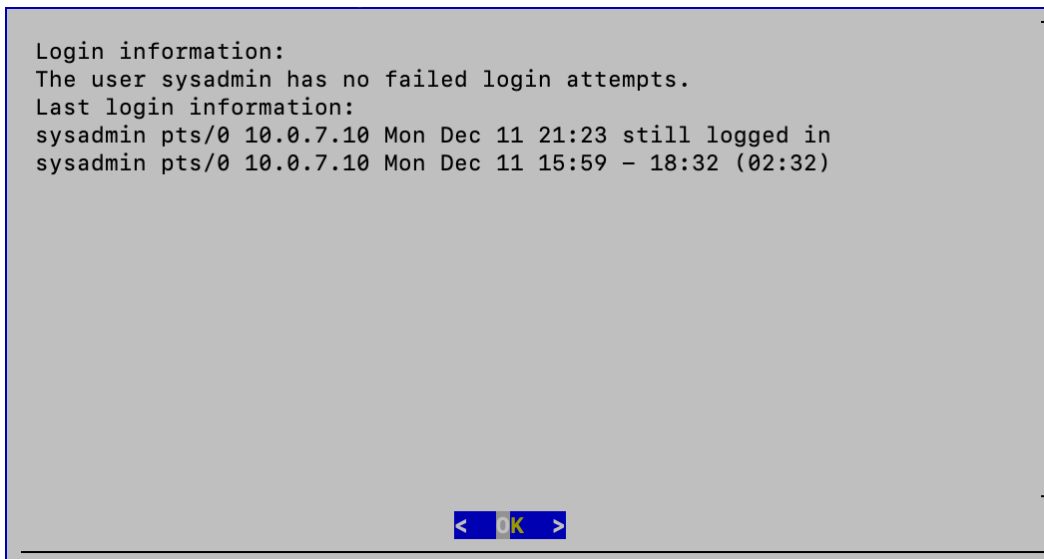 Login information:
The user sysadmin has no failed login attempts.
Last login information:
sysadmin pts/0 10.0.7.10 Mon Dec 11 21:23 still logged in
sysadmin pts/0 10.0.7.10 Mon Dec 11 15:59 – 18:32 (02:32)
< OK >